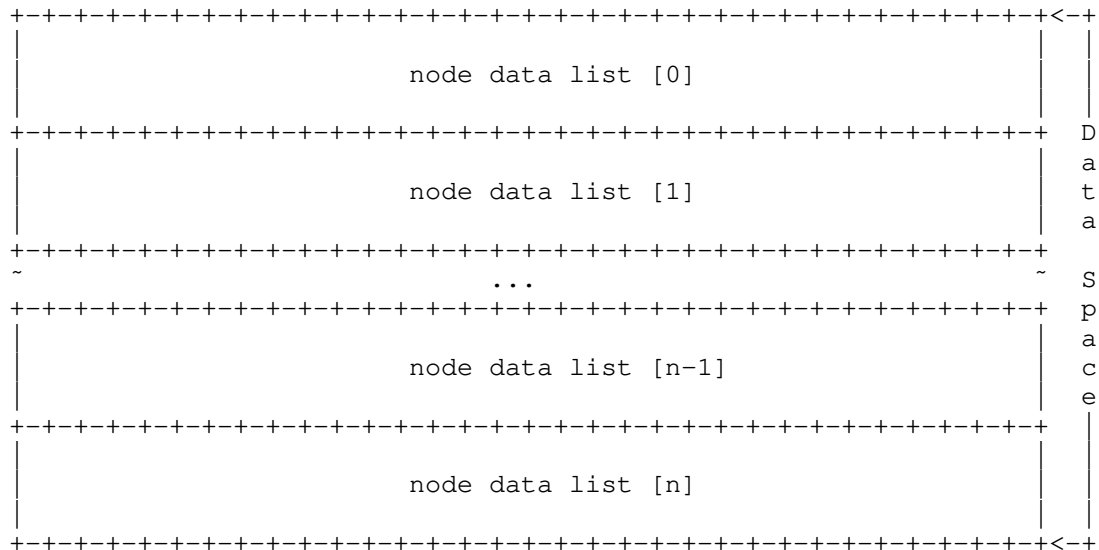 +-+-+-+-+-+-+-+-+-+-+-+-+-+-+-+-+-+-+-+-+-+-+-+-+-+-+-+-+-+-+-+-+<-+
|                                                               |  |
|                   node data list [0]                          |  |
|                                                               |  |
+-+-+-+-+-+-+-+-+-+-+-+-+-+-+-+-+-+-+-+-+-+-+-+-+-+-+-+-+-+-+-+-+  D
|                                                               |  a
|                   node data list [1]                          |  t
|                                                               |  a
+-+-+-+-+-+-+-+-+-+-+-+-+-+-+-+-+-+-+-+-+-+-+-+-+-+-+-+-+-+-+-+-+
~                              ...                              ~  S
+-+-+-+-+-+-+-+-+-+-+-+-+-+-+-+-+-+-+-+-+-+-+-+-+-+-+-+-+-+-+-+-+  p
|                                                               |  a
|                   node data list [n-1]                        |  c
|                                                               |  e
+-+-+-+-+-+-+-+-+-+-+-+-+-+-+-+-+-+-+-+-+-+-+-+-+-+-+-+-+-+-+-+-+  |
|                                                               |  |
|                   node data list [n]                          |  |
|                                                               |  |
+-+-+-+-+-+-+-+-+-+-+-+-+-+-+-+-+-+-+-+-+-+-+-+-+-+-+-+-+-+-+-+-+<-+